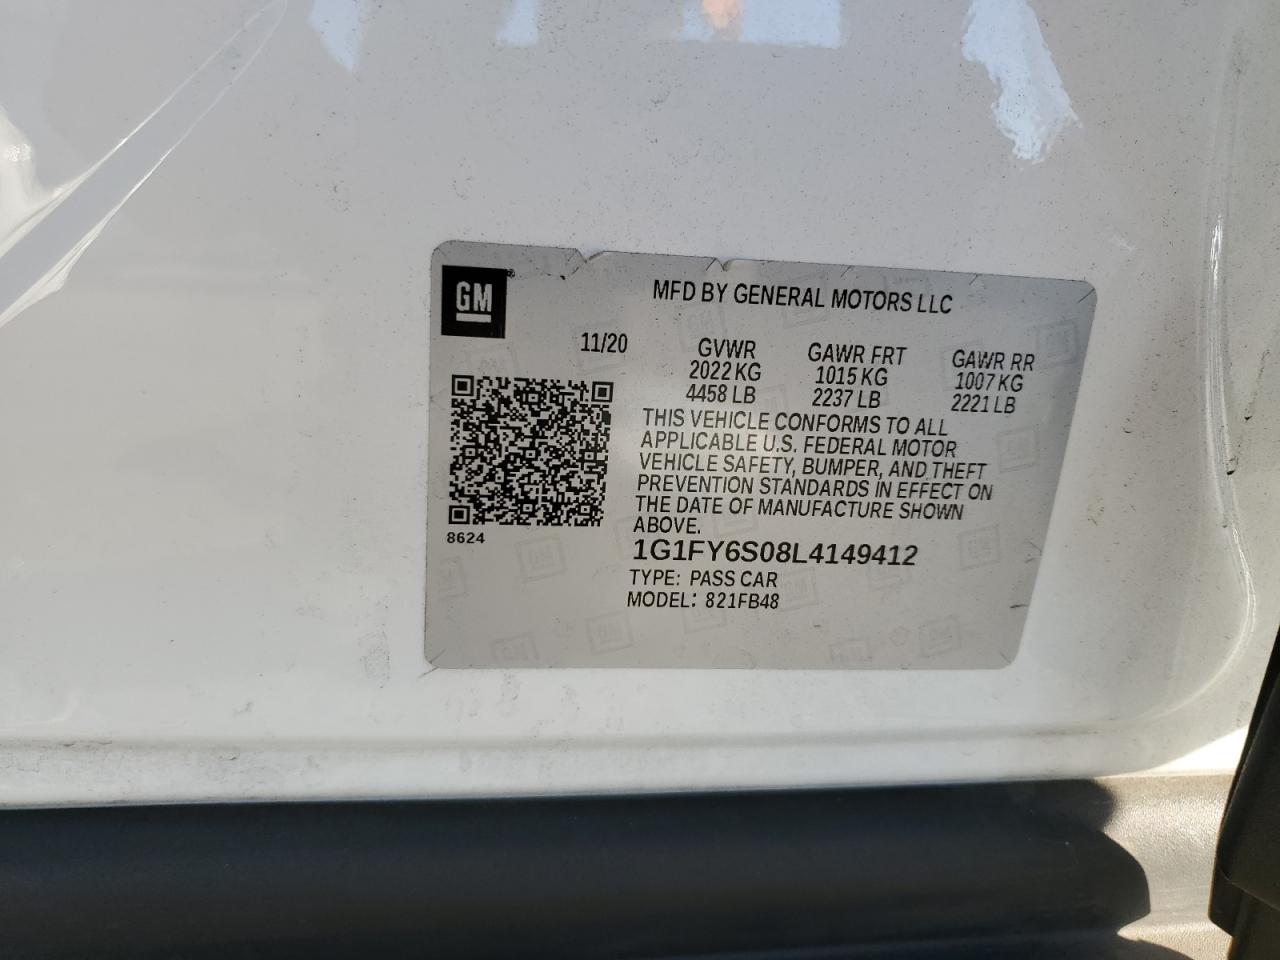 GM
MFD BY GENERAL MOTORS LLC
11/20
GVWR
2022 KG
4458 LB
GAWR FRT
1015 KG
2237 LB
GAWR RR
1007 KG
2221 LB
THIS VEHICLE CONFORMS TO ALL
APPLICABLE U.S. FEDERAL MOTOR
VEHICLE SAFETY, BUMPER, AND THEFT
PREVENTION STANDARDS IN EFFECT ON
THE DATE OF MANUFACTURE SHOWN
ABOVE.
8624
1G1FY6S08L4149412
TYPE: PASS CAR
MODEL: 821FB48